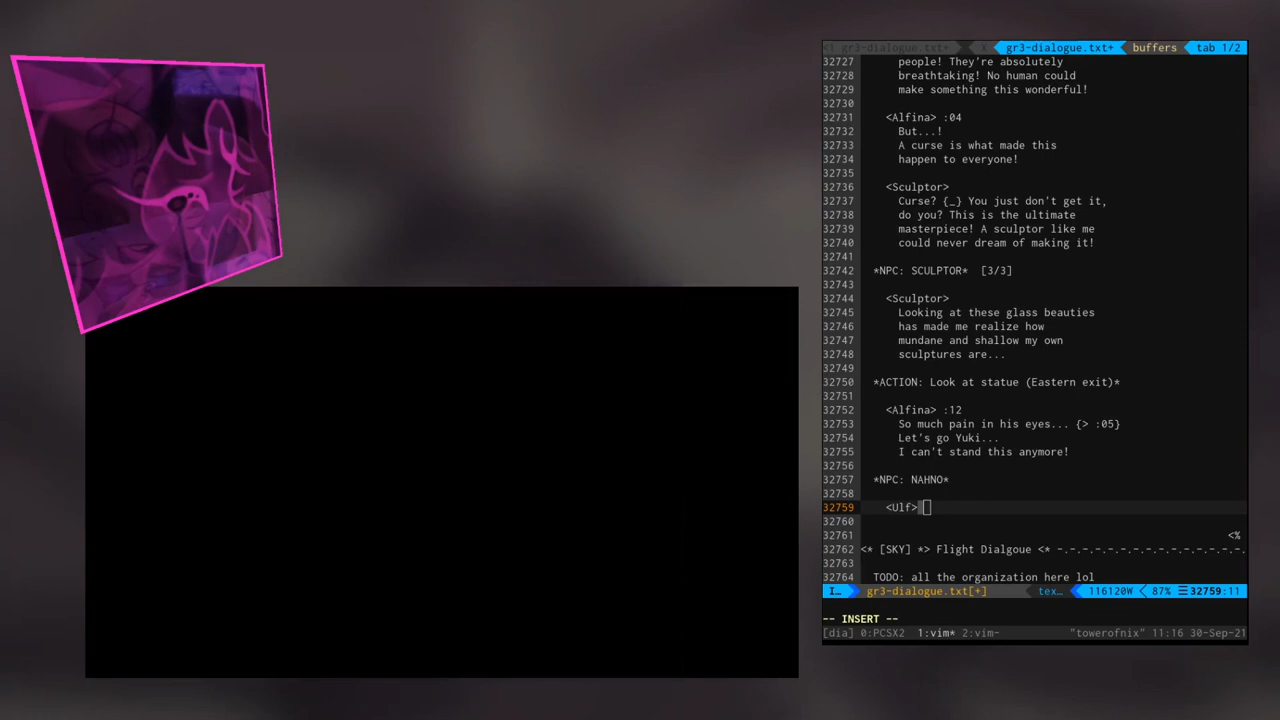 <1 gr3-dialogue.txt+ X gr3-dialogue.txt+ buffers tab 1/2
32727 people! They're absolutely
32728 breathtaking! No human could
32729 make something this wonderful!
32730
32731 <Alfina> :04
32732 But...!
32733 A curse is what made this
32734 happen to everyone!
32735
32736 <Sculptor>
32737 Curse? {_} You just don't get it,
32738 do you? This is the ultimate
32739 masterpiece! A sculptor like me
32740 could never dream of making it!
32741
32742 *NPC: SCULPTOR* [3/3]
32743
32744 <Sculptor>
32745 Looking at these glass beauties
32746 has made me realize how
32747 mundane and shallow my own
32748 sculptures are...
32749
32750 *ACTION: Look at statue (Eastern exit)*
32751
32752 <Alfina> :12
32753 So much pain in his eyes... {> :05}
32754 Let's go Yuki...
32755 I can't stand this anymore!
32756
32757 *NPC: NAHNO*
32758
32759 <Ulf>
32760
32761 <%
32762 <* [SKY] *> Flight Dialgoue <* -.-.-.-.-.-.-.-.-.-.-.-.-.-.-.
32763
32764 TODO: all the organization here lol
I… gr3-dialogue.txt[+] tex… 116120W 87% ☰32759:11
-- INSERT --
[dia] 0:PCSX2 1:vim* 2:vim- "towerofnix" 11:16 30-Sep-21